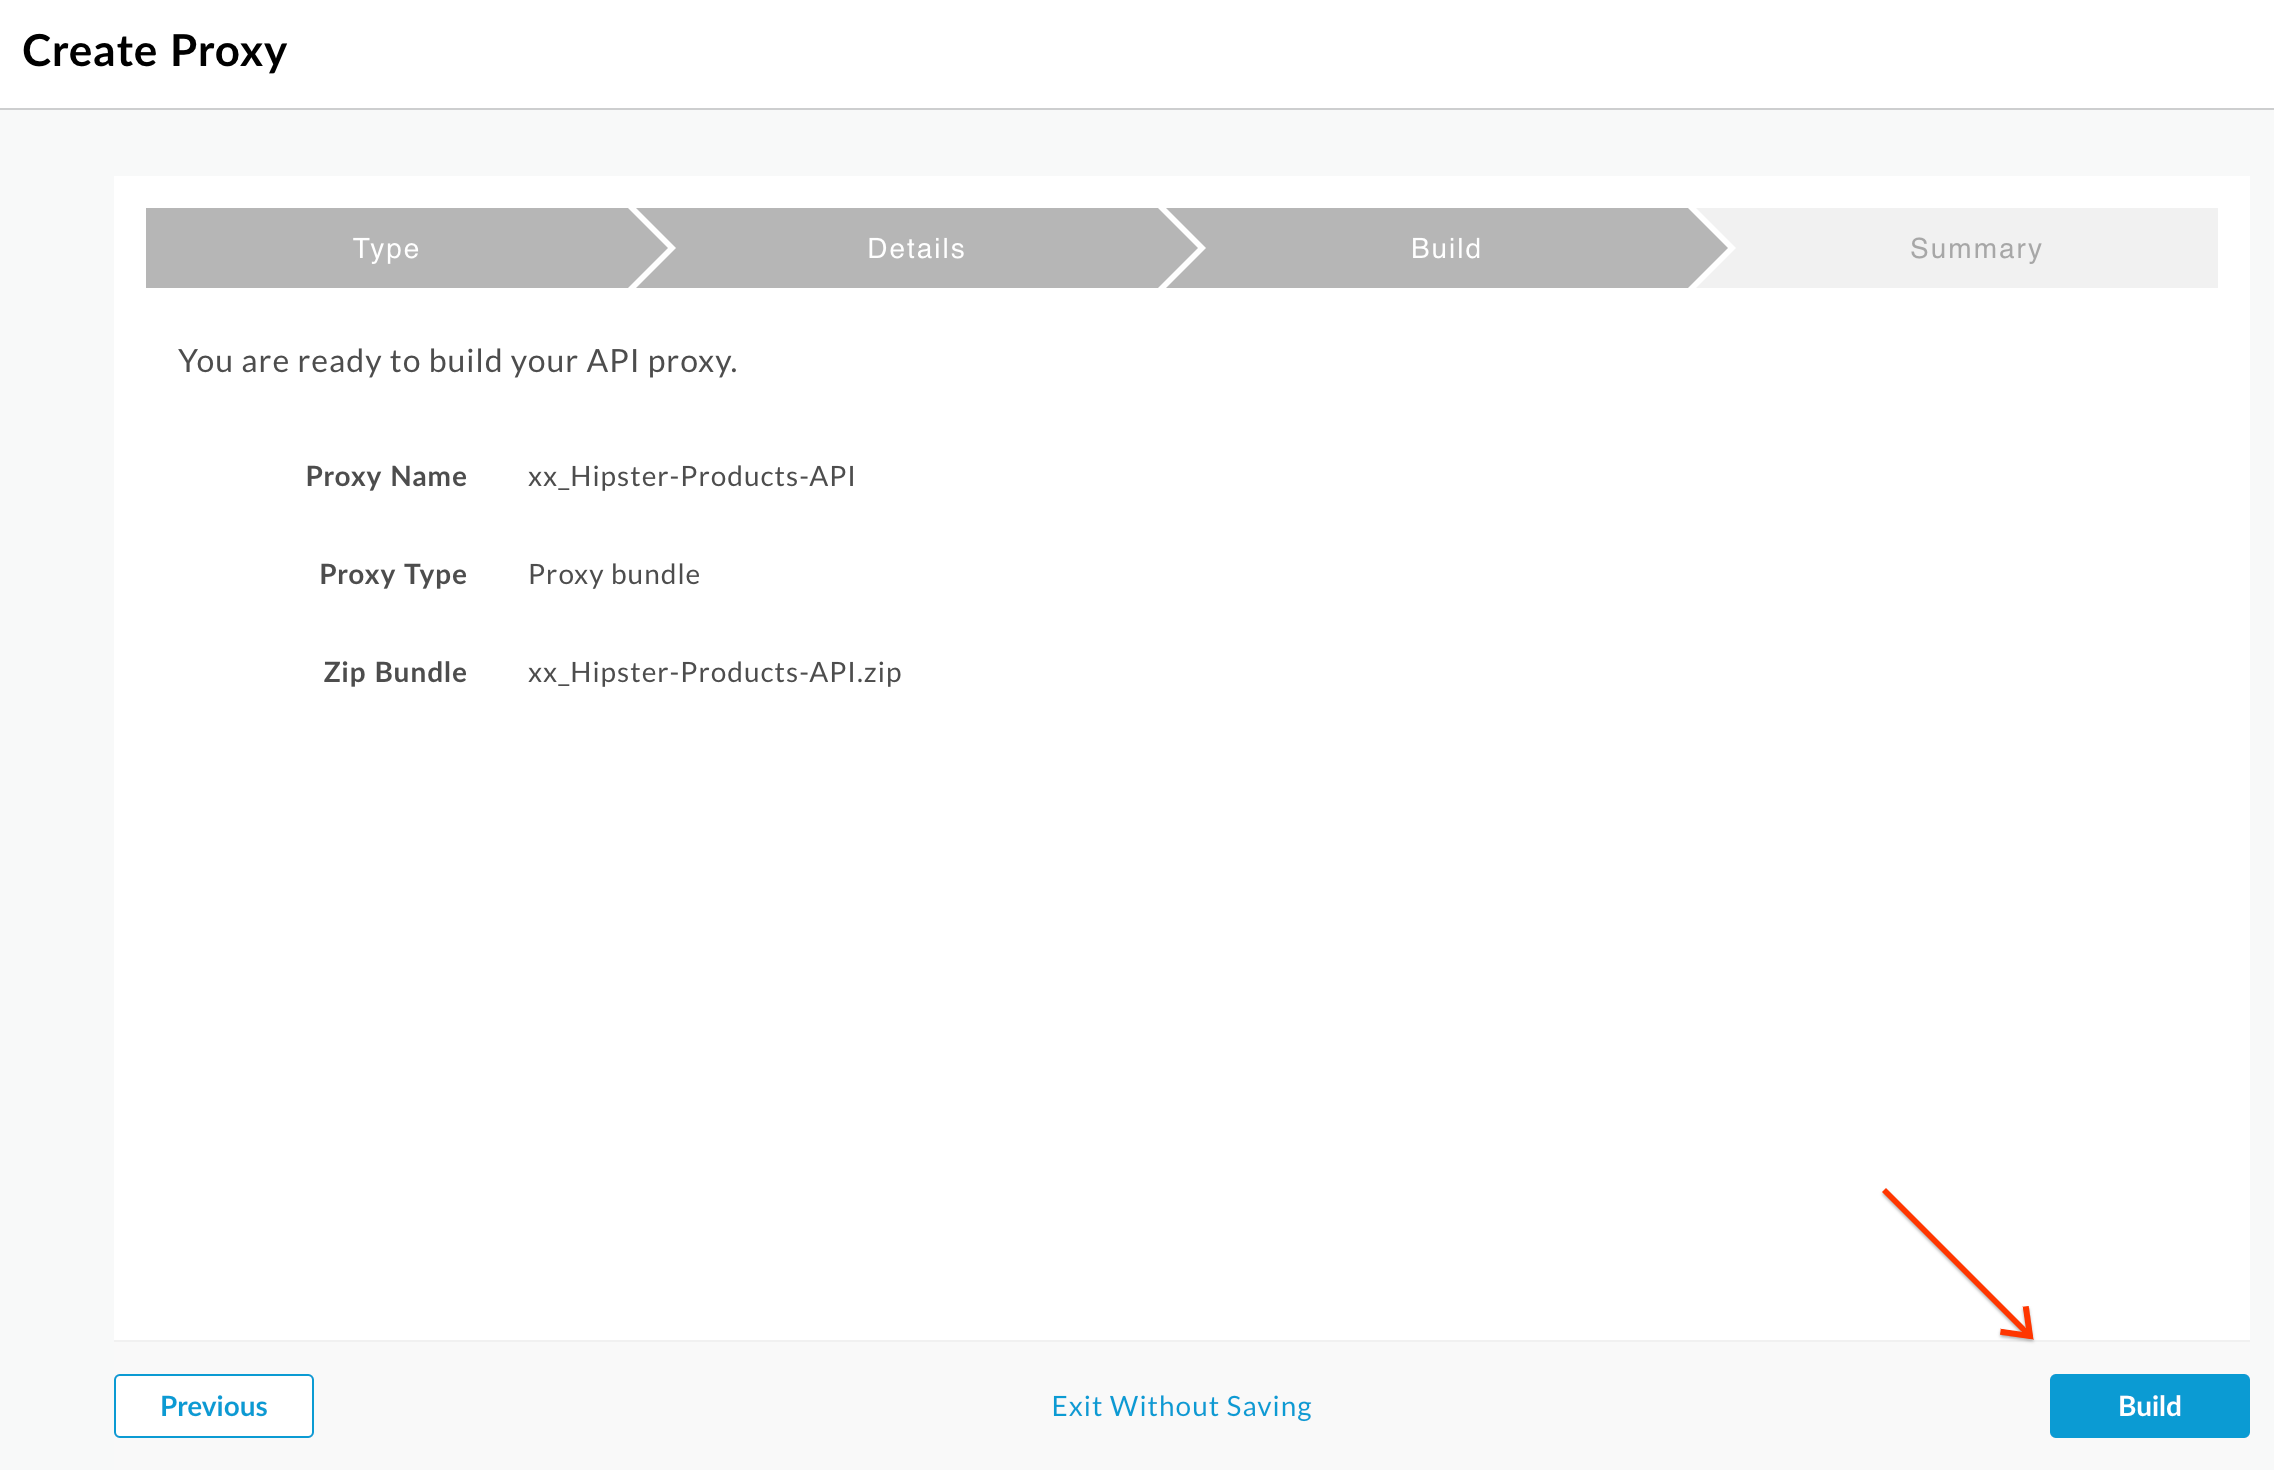 Create Proxy
Type Details Build Summary
You are ready to build your API proxy.
Proxy Name xx_Hipster-Products-API
Proxy Type Proxy bundle
Zip Bundle xx_Hipster-Products-API.zip
Previous Exit Without Saving Build